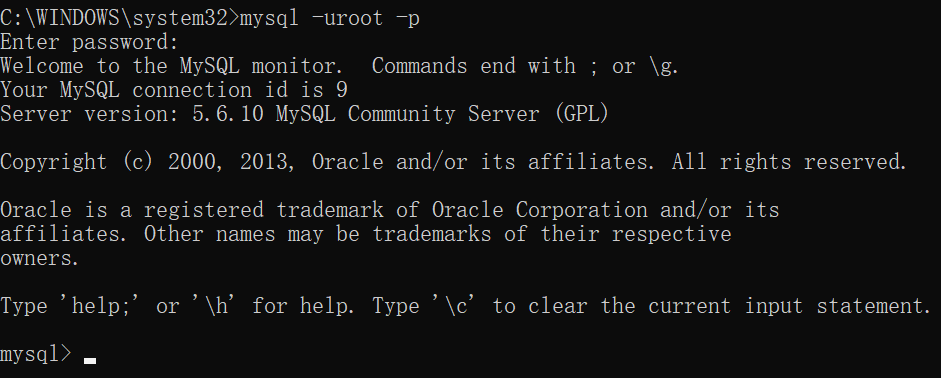 C:\WINDOWS\system32>mysql -uroot -p
Enter password:
Welcome to the MySQL monitor.  Commands end with ; or \g.
Your MySQL connection id is 9
Server version: 5.6.10 MySQL Community Server (GPL)
Copyright (c) 2000, 2013, Oracle and/or its affiliates. All rights reserved.
Oracle is a registered trademark of Oracle Corporation and/or its
affiliates. Other names may be trademarks of their respective
owners.
Type 'help;' or '\h' for help. Type '\c' to clear the current input statement.
mysql>